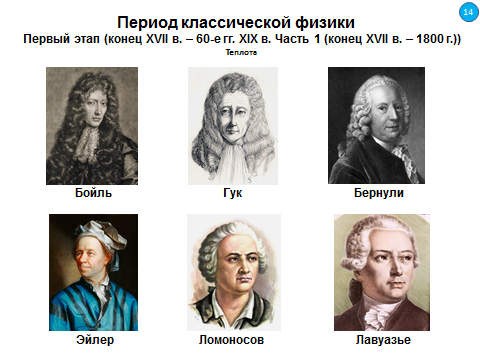 14
Период классической физики
Первый этап (конец XVII в. – 60-е гг. XIX в. Часть 1 (конец XVII в. – 1800 г.))
Теплота
Бойль Гук Бернули
Эйлер Ломоносов Лавуазье